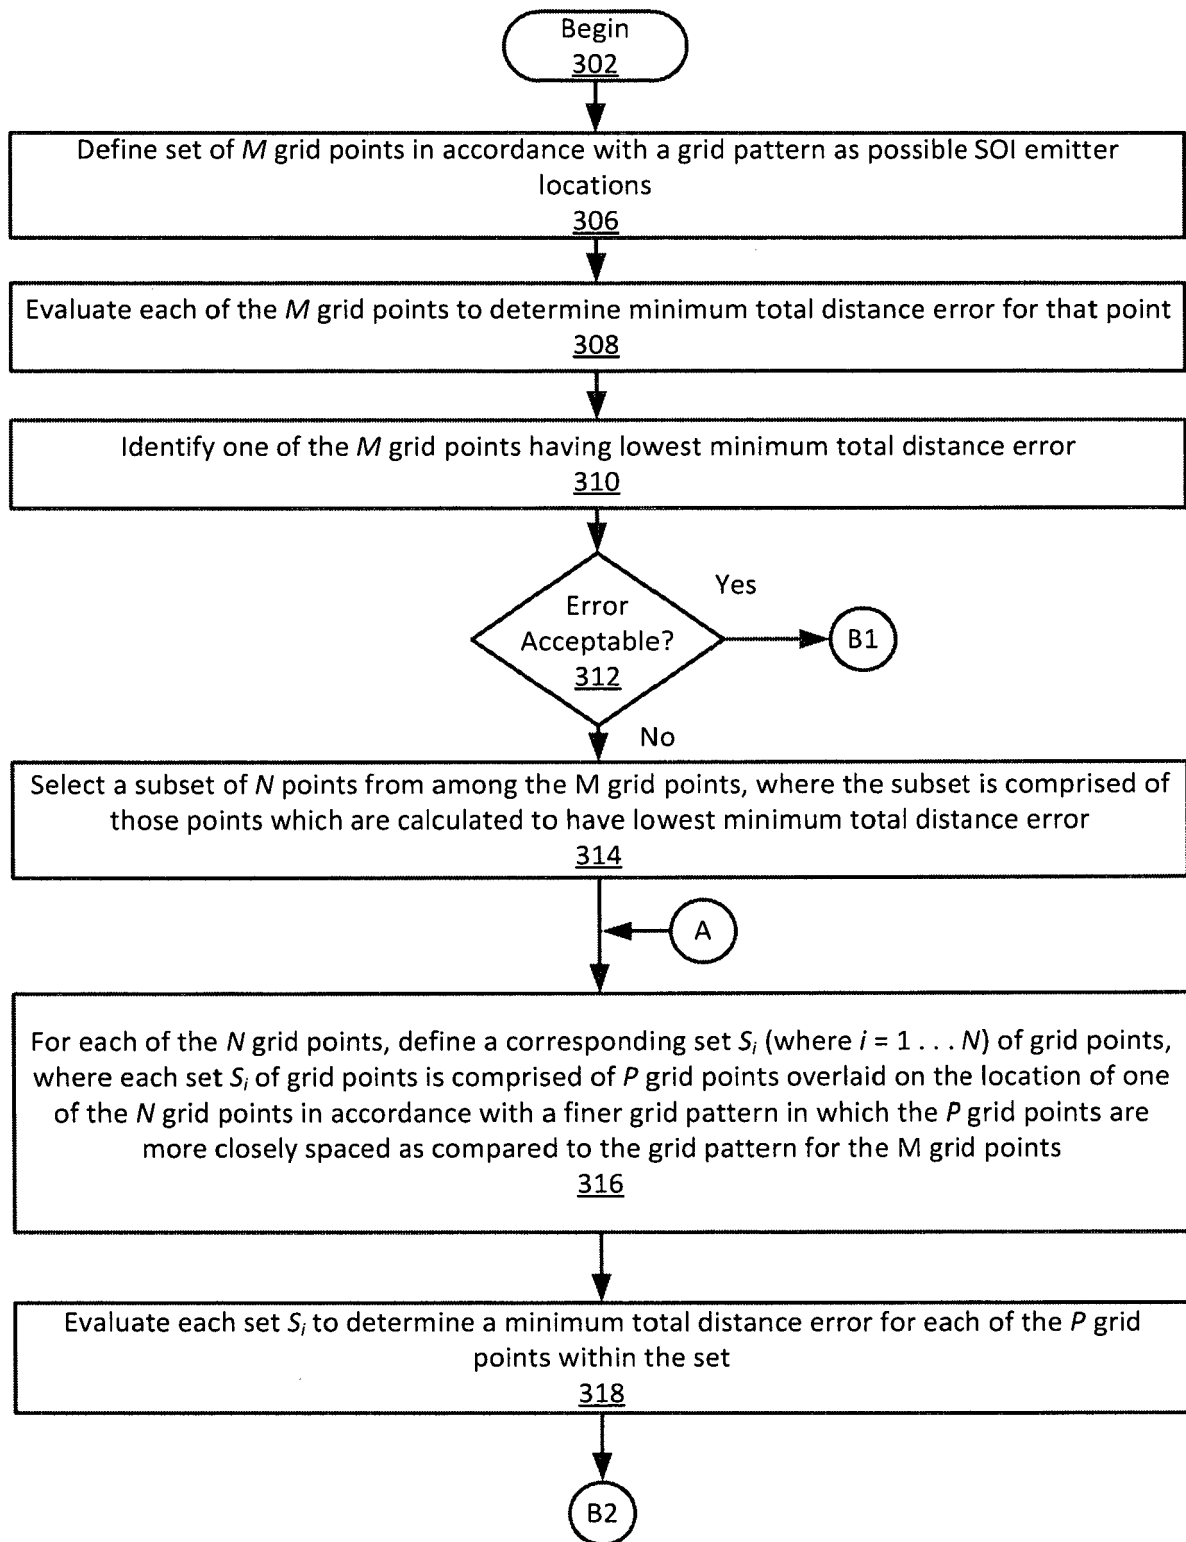 Begin
302
Define set of M grid points in accordance with a grid pattern as possible SOI emitter
locations
306
Evaluate each of the M grid points to determine minimum total distance error for that point
308
Identify one of the M grid points having lowest minimum total distance error
310
Error
Acceptable?
312
Yes
B1
No
Select a subset of N points from among the M grid points, where the subset is comprised of
those points which are calculated to have lowest minimum total distance error
314
A
For each of the N grid points, define a corresponding set Si (where i = 1 . . . N) of grid points,
where each set Si of grid points is comprised of P grid points overlaid on the location of one
of the N grid points in accordance with a finer grid pattern in which the P grid points are
more closely spaced as compared to the grid pattern for the M grid points
316
Evaluate each set Si to determine a minimum total distance error for each of the P grid
points within the set
318
B2